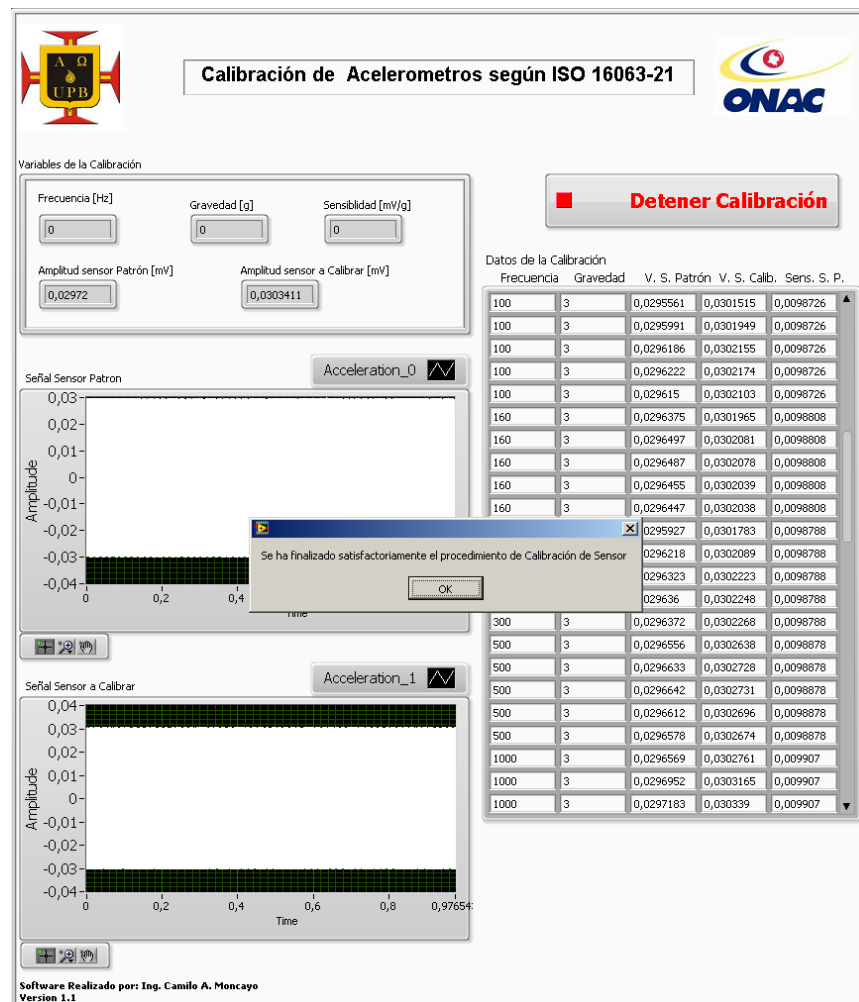 Α Ω
UPB
Calibración de Acelerometros según ISO 16063-21
ONAC
Variables de la Calibración
Frecuencia [Hz]
Gravedad [g]
Sensiblidad [mV/g]
0
0
0
Amplitud sensor Patrón [mV]
Amplitud sensor a Calibrar [mV]
0,02972
0,0303411
Detener Calibración
Datos de la Calibración
Frecuencia Gravedad V. S. Patrón V. S. Calib. Sens. S. P.
100 3 0,0295561 0,0301515 0,0098726
100 3 0,0295991 0,0301949 0,0098726
100 3 0,0296186 0,0302155 0,0098726
100 3 0,0296222 0,0302174 0,0098726
100 3 0,029615 0,0302103 0,0098726
160 3 0,0296375 0,0301965 0,0098808
160 3 0,0296497 0,0302081 0,0098808
160 3 0,0296487 0,0302078 0,0098808
160 3 0,0296455 0,0302039 0,0098808
160 3 0,0296447 0,0302038 0,0098808
0295927 0,0301783 0,0098788
0296218 0,0302089 0,0098788
0296323 0,0302223 0,0098788
029636 0,0302248 0,0098788
300 3 0,0296372 0,0302268 0,0098788
500 3 0,0296556 0,0302638 0,0098878
500 3 0,0296633 0,0302728 0,0098878
500 3 0,0296642 0,0302731 0,0098878
500 3 0,0296612 0,0302696 0,0098878
500 3 0,0296578 0,0302674 0,0098878
1000 3 0,0296569 0,0302761 0,009907
1000 3 0,0296952 0,0303165 0,009907
1000 3 0,0297183 0,030339 0,009907
Señal Sensor Patron
Acceleration_0
Amplitude
0,03
0,02
0,01
0
-0,01
-0,02
-0,03
-0,04
0 0,2 0,4
Time
Se ha finalizado satisfactoriamente el procedimiento de Calibración de Sensor
OK
Señal Sensor a Calibrar
Acceleration_1
Amplitude
0,04
0,03
0,02
0,01
0
-0,01
-0,02
-0,03
-0,04
0 0,2 0,4 0,6 0,8 0,97654
Time
Software Realizado por: Ing. Camilo A. Moncayo
Version 1.1